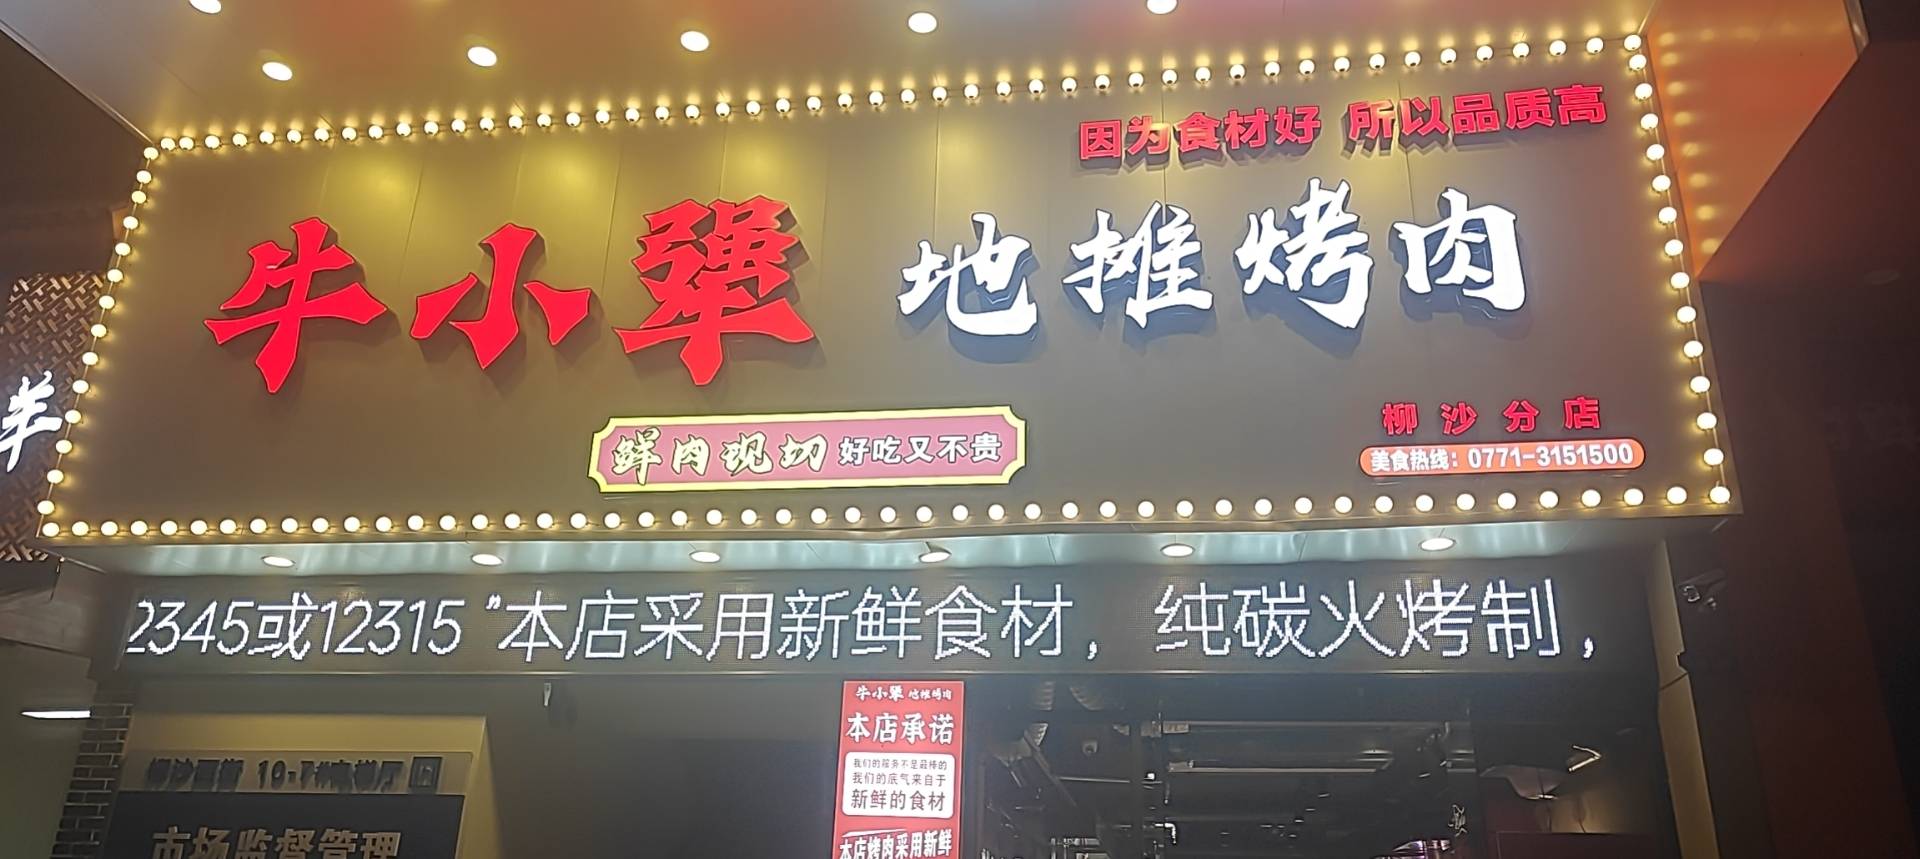 因为食材好 所以品质高
牛小犟 地摊烤肉
柳沙分店
鲜肉现切 好吃又不贵
美食热线：0771-3151500
2345或12315 "本店采用新鲜食材，纯碳火烤制，
羊
牛小犟 地摊烤肉
本店承诺
我们的服务不是最棒的
我们的底气来自于
新鲜的食材
本店烤肉采用新鲜
市场监督管理